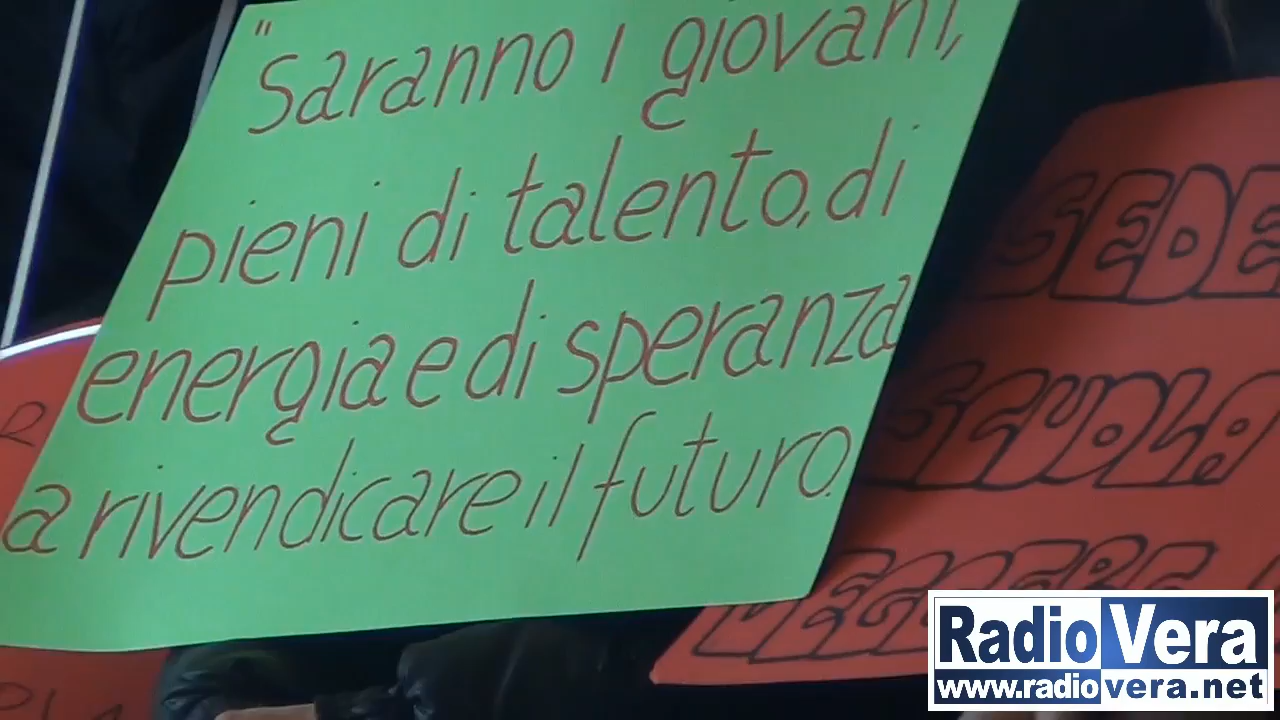 "Saranno i giovani,
pieni di talento, di
energia e di speranza
a rivendicare il futuro.
SEDE
SCUOLA
Radio Vera
www.radiovera.net